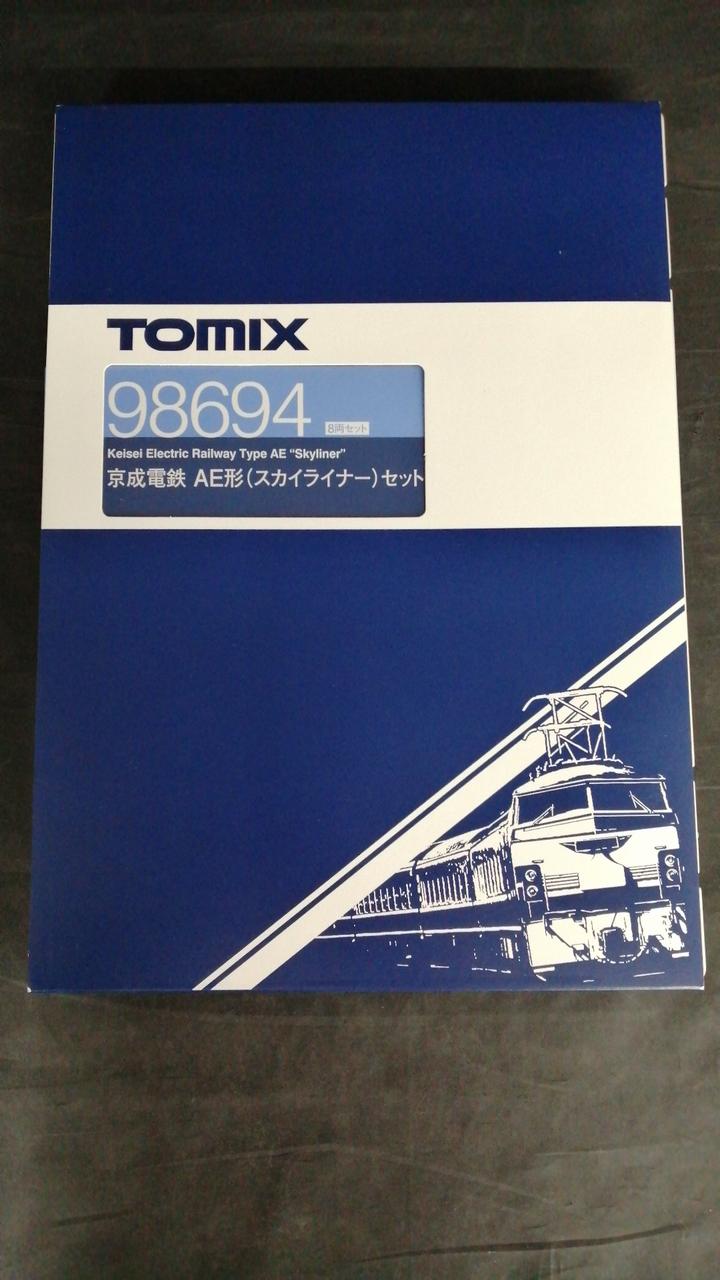 TOMIX
98694 8両セット
Keisei Electric Railway Type AE "Skyliner"
京成電鉄 AE形(スカイライナー)セット